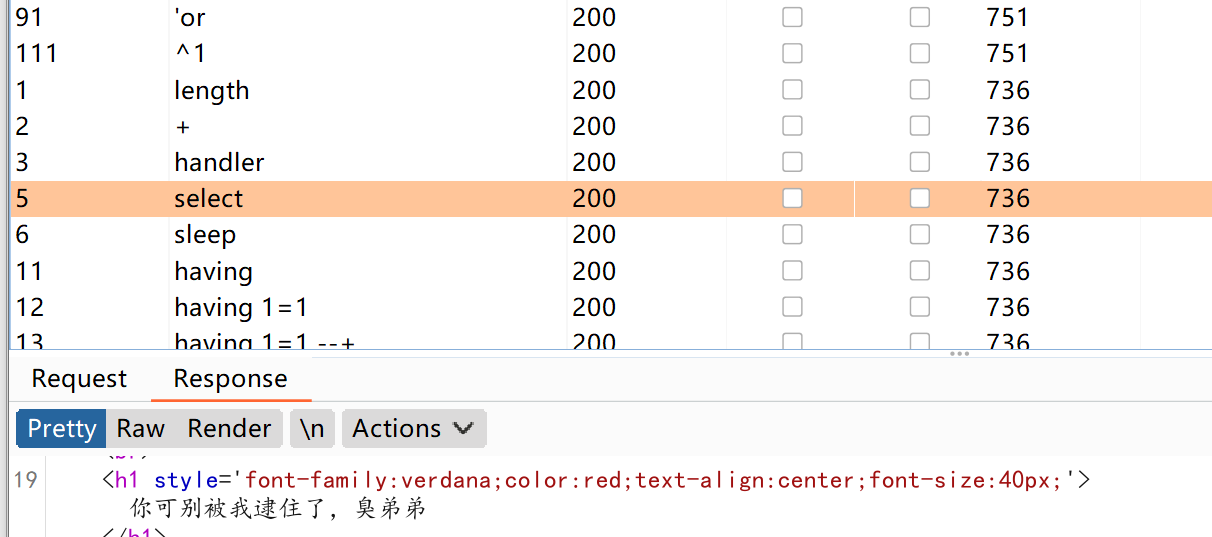 91 'or 200 751
111 ^1 200 751
1 length 200 736
2 + 200 736
3 handler 200 736
5 select 200 736
6 sleep 200 736
11 having 200 736
12 having 1=1 200 736
13 having 1=1 --+ 200 736
Request Response
Pretty Raw Render \n Actions
<br>
19 <h1 style='font-family:verdana;color:red;text-align:center;font-size:40px;'>
你可别被我逮住了，臭弟弟
</h1>